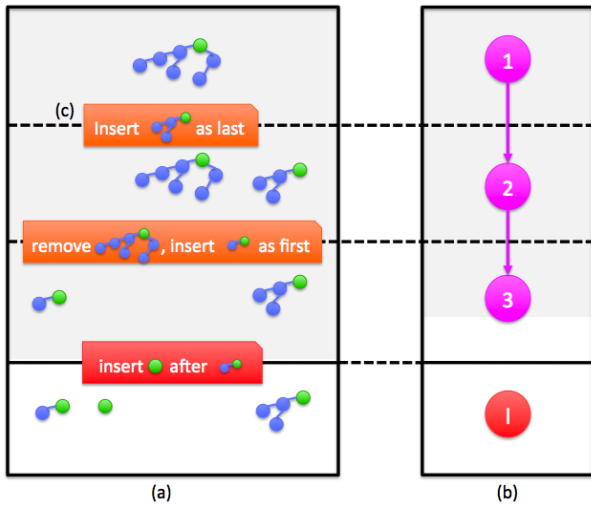 1
(c)
Insert as last
2
remove , insert as first
3
insert after
I
(a)
(b)